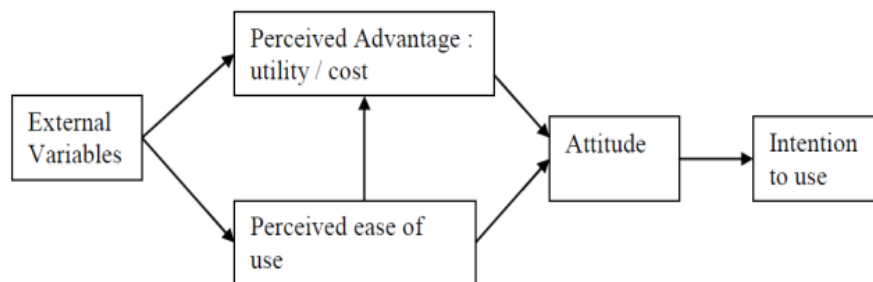 Perceived Advantage :
utility / cost
External
Variables
Attitude
Intention
to use
Perceived ease of
use